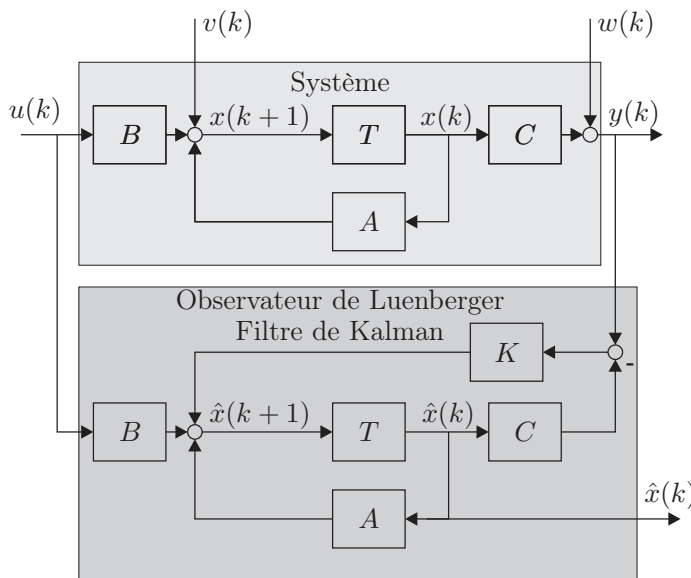 v(k)
w(k)
Système
u(k)
B
x(k+1)
T
x(k)
C
y(k)
A
Observateur de Luenberger
Filtre de Kalman
K
-
B
x̂(k+1)
T
x̂(k)
C
A
x̂(k)